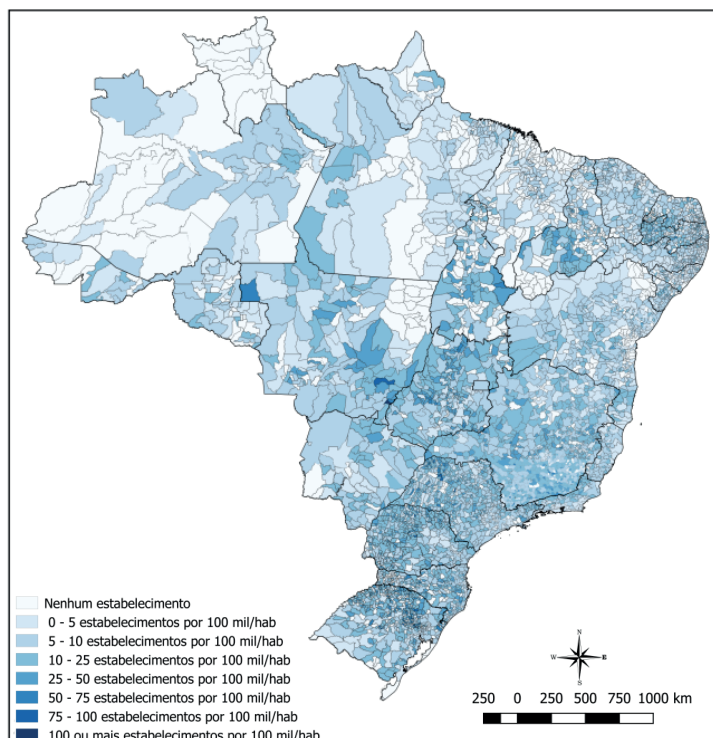 Nenhum estabelecimento
0 - 5 estabelecimentos por 100 mil/hab
5 - 10 estabelecimentos por 100 mil/hab
10 - 25 estabelecimentos por 100 mil/hab
25 - 50 estabelecimentos por 100 mil/hab
50 - 75 estabelecimentos por 100 mil/hab
75 - 100 estabelecimentos por 100 mil/hab
100 ou mais estabelecimentos por 100 mil/hab
N
W E
S
250 0 250 500 750 1000 km